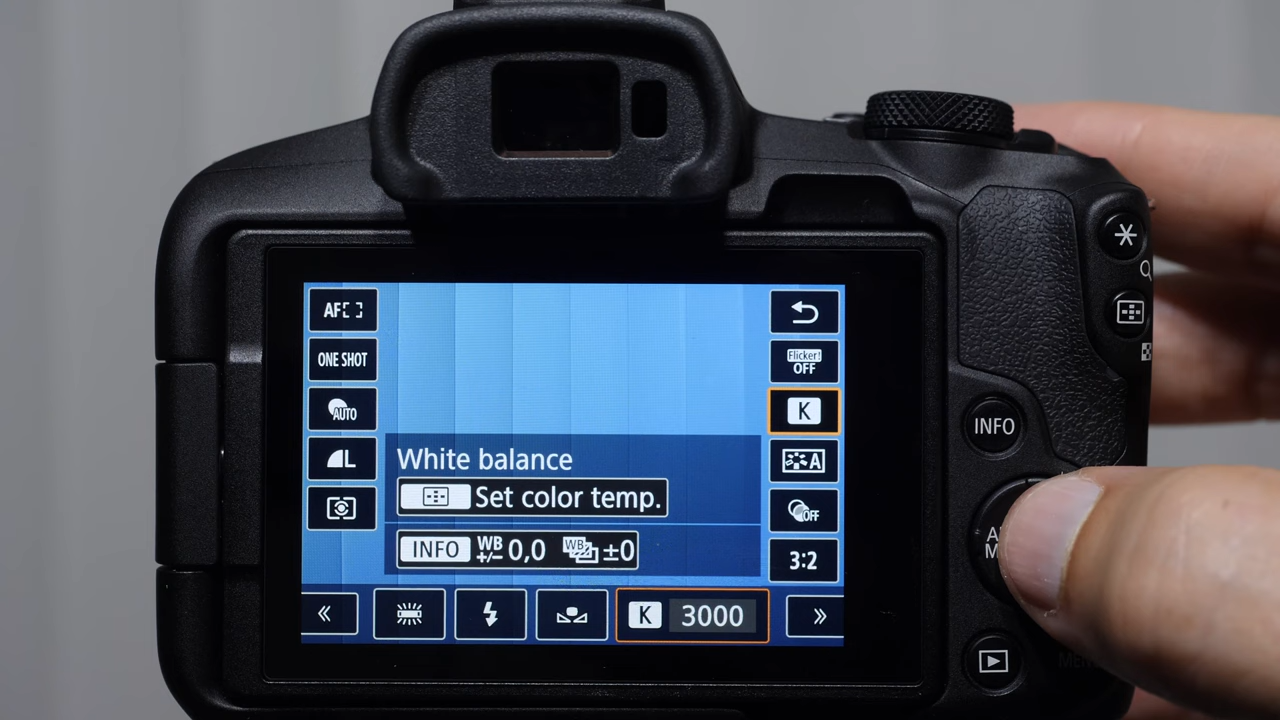 AF
ONE SHOT
AUTO
L
Flicker!
OFF
K
A
OFF
3:2
White balance
Set color temp.
INFO WB +/- 0,0 WB ±0
« K 3000 »
INFO